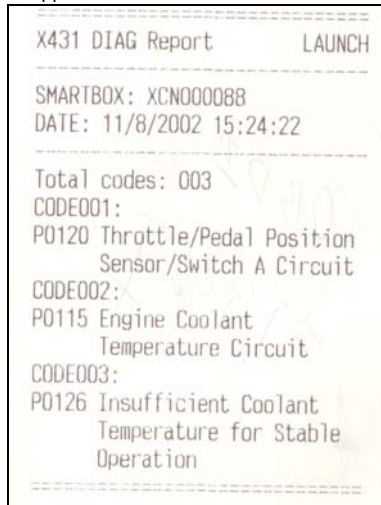 X431 DIAG Report LAUNCH
SMARTBOX: XCN000088
DATE: 11/8/2002 15:24:22
Total codes: 003
CODE001:
P0120 Throttle/Pedal Position
Sensor/Switch A Circuit
CODE002:
P0115 Engine Coolant
Temperature Circuit
CODE003:
P0126 Insufficient Coolant
Temperature for Stable
Operation